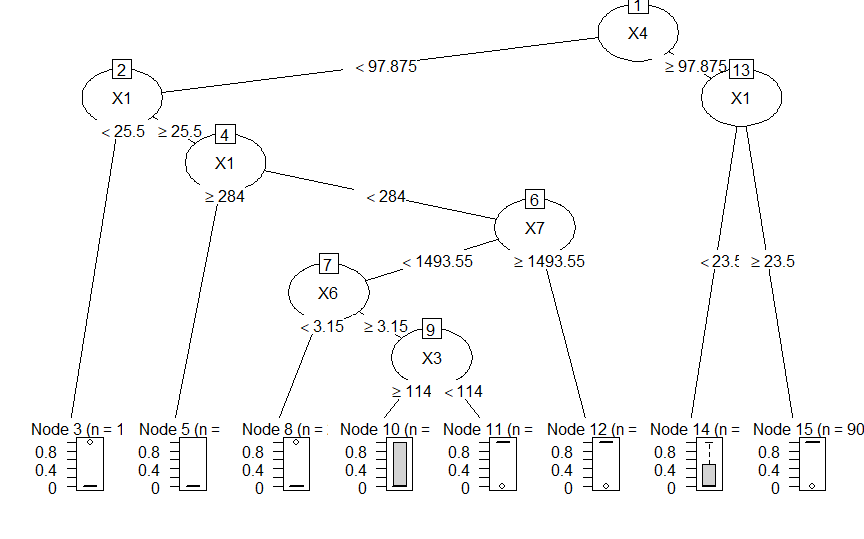 1
X4
< 97.875
≥ 97.875
2
X1
13
X1
< 25.5
≥ 25.5
4
X1
≥ 284
< 284
6
X7
< 1493.55
≥ 1493.55
< 23.5
≥ 23.5
7
X6
< 3.15
≥ 3.15
9
X3
≥ 114
< 114
Node 3 (n = 1
Node 5 (n =
Node 8 (n =
Node 10 (n =
Node 11 (n =
Node 12 (n =
Node 14 (n =
Node 15 (n = 90
0.8 0.8 0.8 0.8 0.8 0.8 0.8 0.8
0.4 0.4 0.4 0.4 0.4 0.4 0.4 0.4
0 0 0 0 0 0 0 0